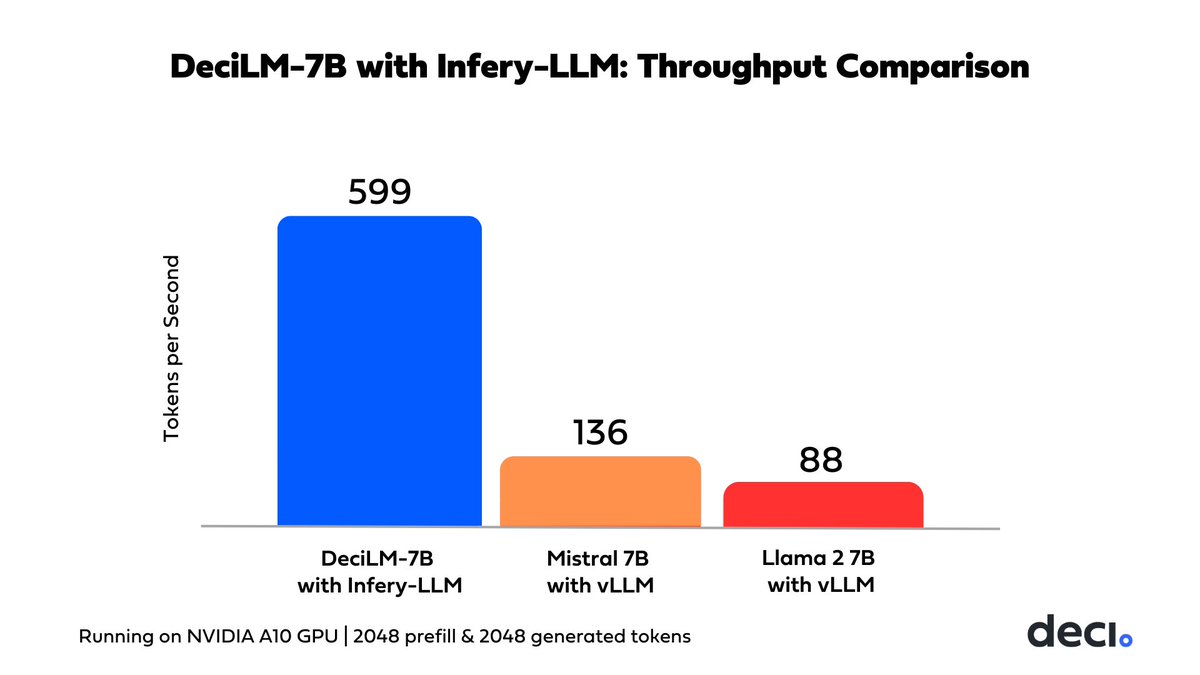 DeciLM-7B with Infery-LLM: Throughput Comparison
599
136
88
Tokens per Second
DeciLM-7B
with Infery-LLM
Mistral 7B
with vLLM
Llama 2 7B
with vLLM
Running on NVIDIA A10 GPU | 2048 prefill & 2048 generated tokens
deci.